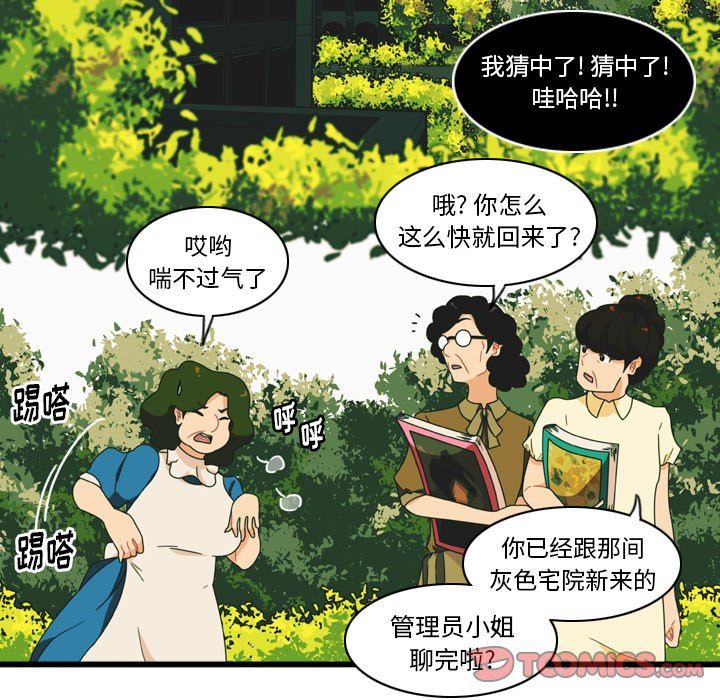 我猜中了! 猜中了!
哇哈哈!!
哦? 你怎么
这么快就回来了?
哎哟
喘不过气了
踢嗒
呼
呼
踢嗒
你已经跟那间
灰色宅院新来的
管理员小姐
聊完啦?
TCOMICS.COM